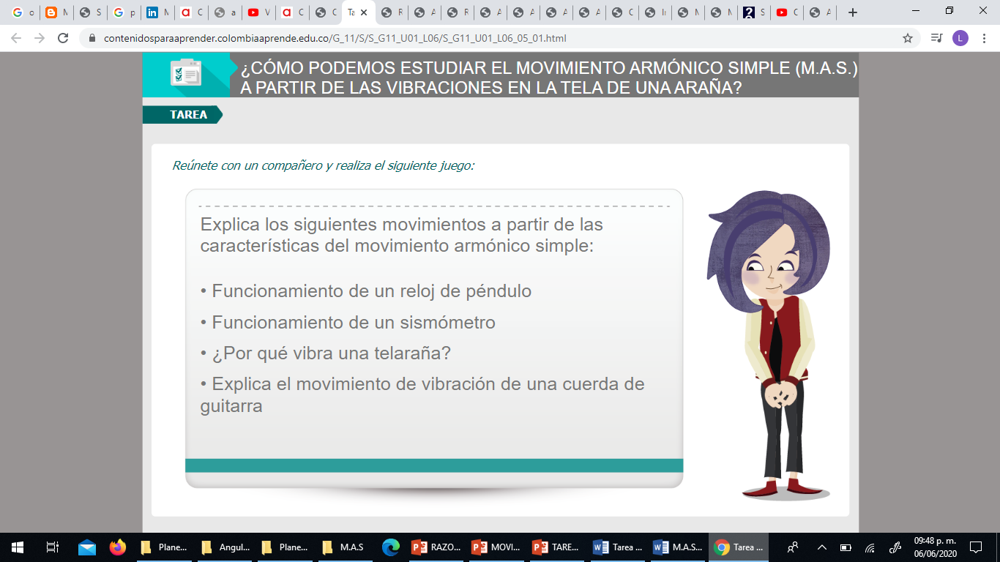 o
M
S
p
M
C
a
V
C
C
Ta
R
A
R
A
A
A
A
C
I
M
M
S
C
A
contenidosparaaprender.colombiaaprende.edu.co/G_11/S/S_G11_U01_L06/S_G11_U01_L06_05_01.html
L
¿CÓMO PODEMOS ESTUDIAR EL MOVIMIENTO ARMÓNICO SIMPLE (M.A.S.)
A PARTIR DE LAS VIBRACIONES EN LA TELA DE UNA ARAÑA?
TAREA
Reúnete con un compañero y realiza el siguiente juego:
Explica los siguientes movimientos a partir de las
características del movimiento armónico simple:
• Funcionamiento de un reloj de péndulo
• Funcionamiento de un sismómetro
• ¿Por qué vibra una telaraña?
• Explica el movimiento de vibración de una cuerda de
guitarra
Plane...
Angul...
Plane...
M.A.S
RAZO...
MOVI...
TARE...
Tarea ...
M.A.S...
Tarea ...
09:48 p. m.
06/06/2020